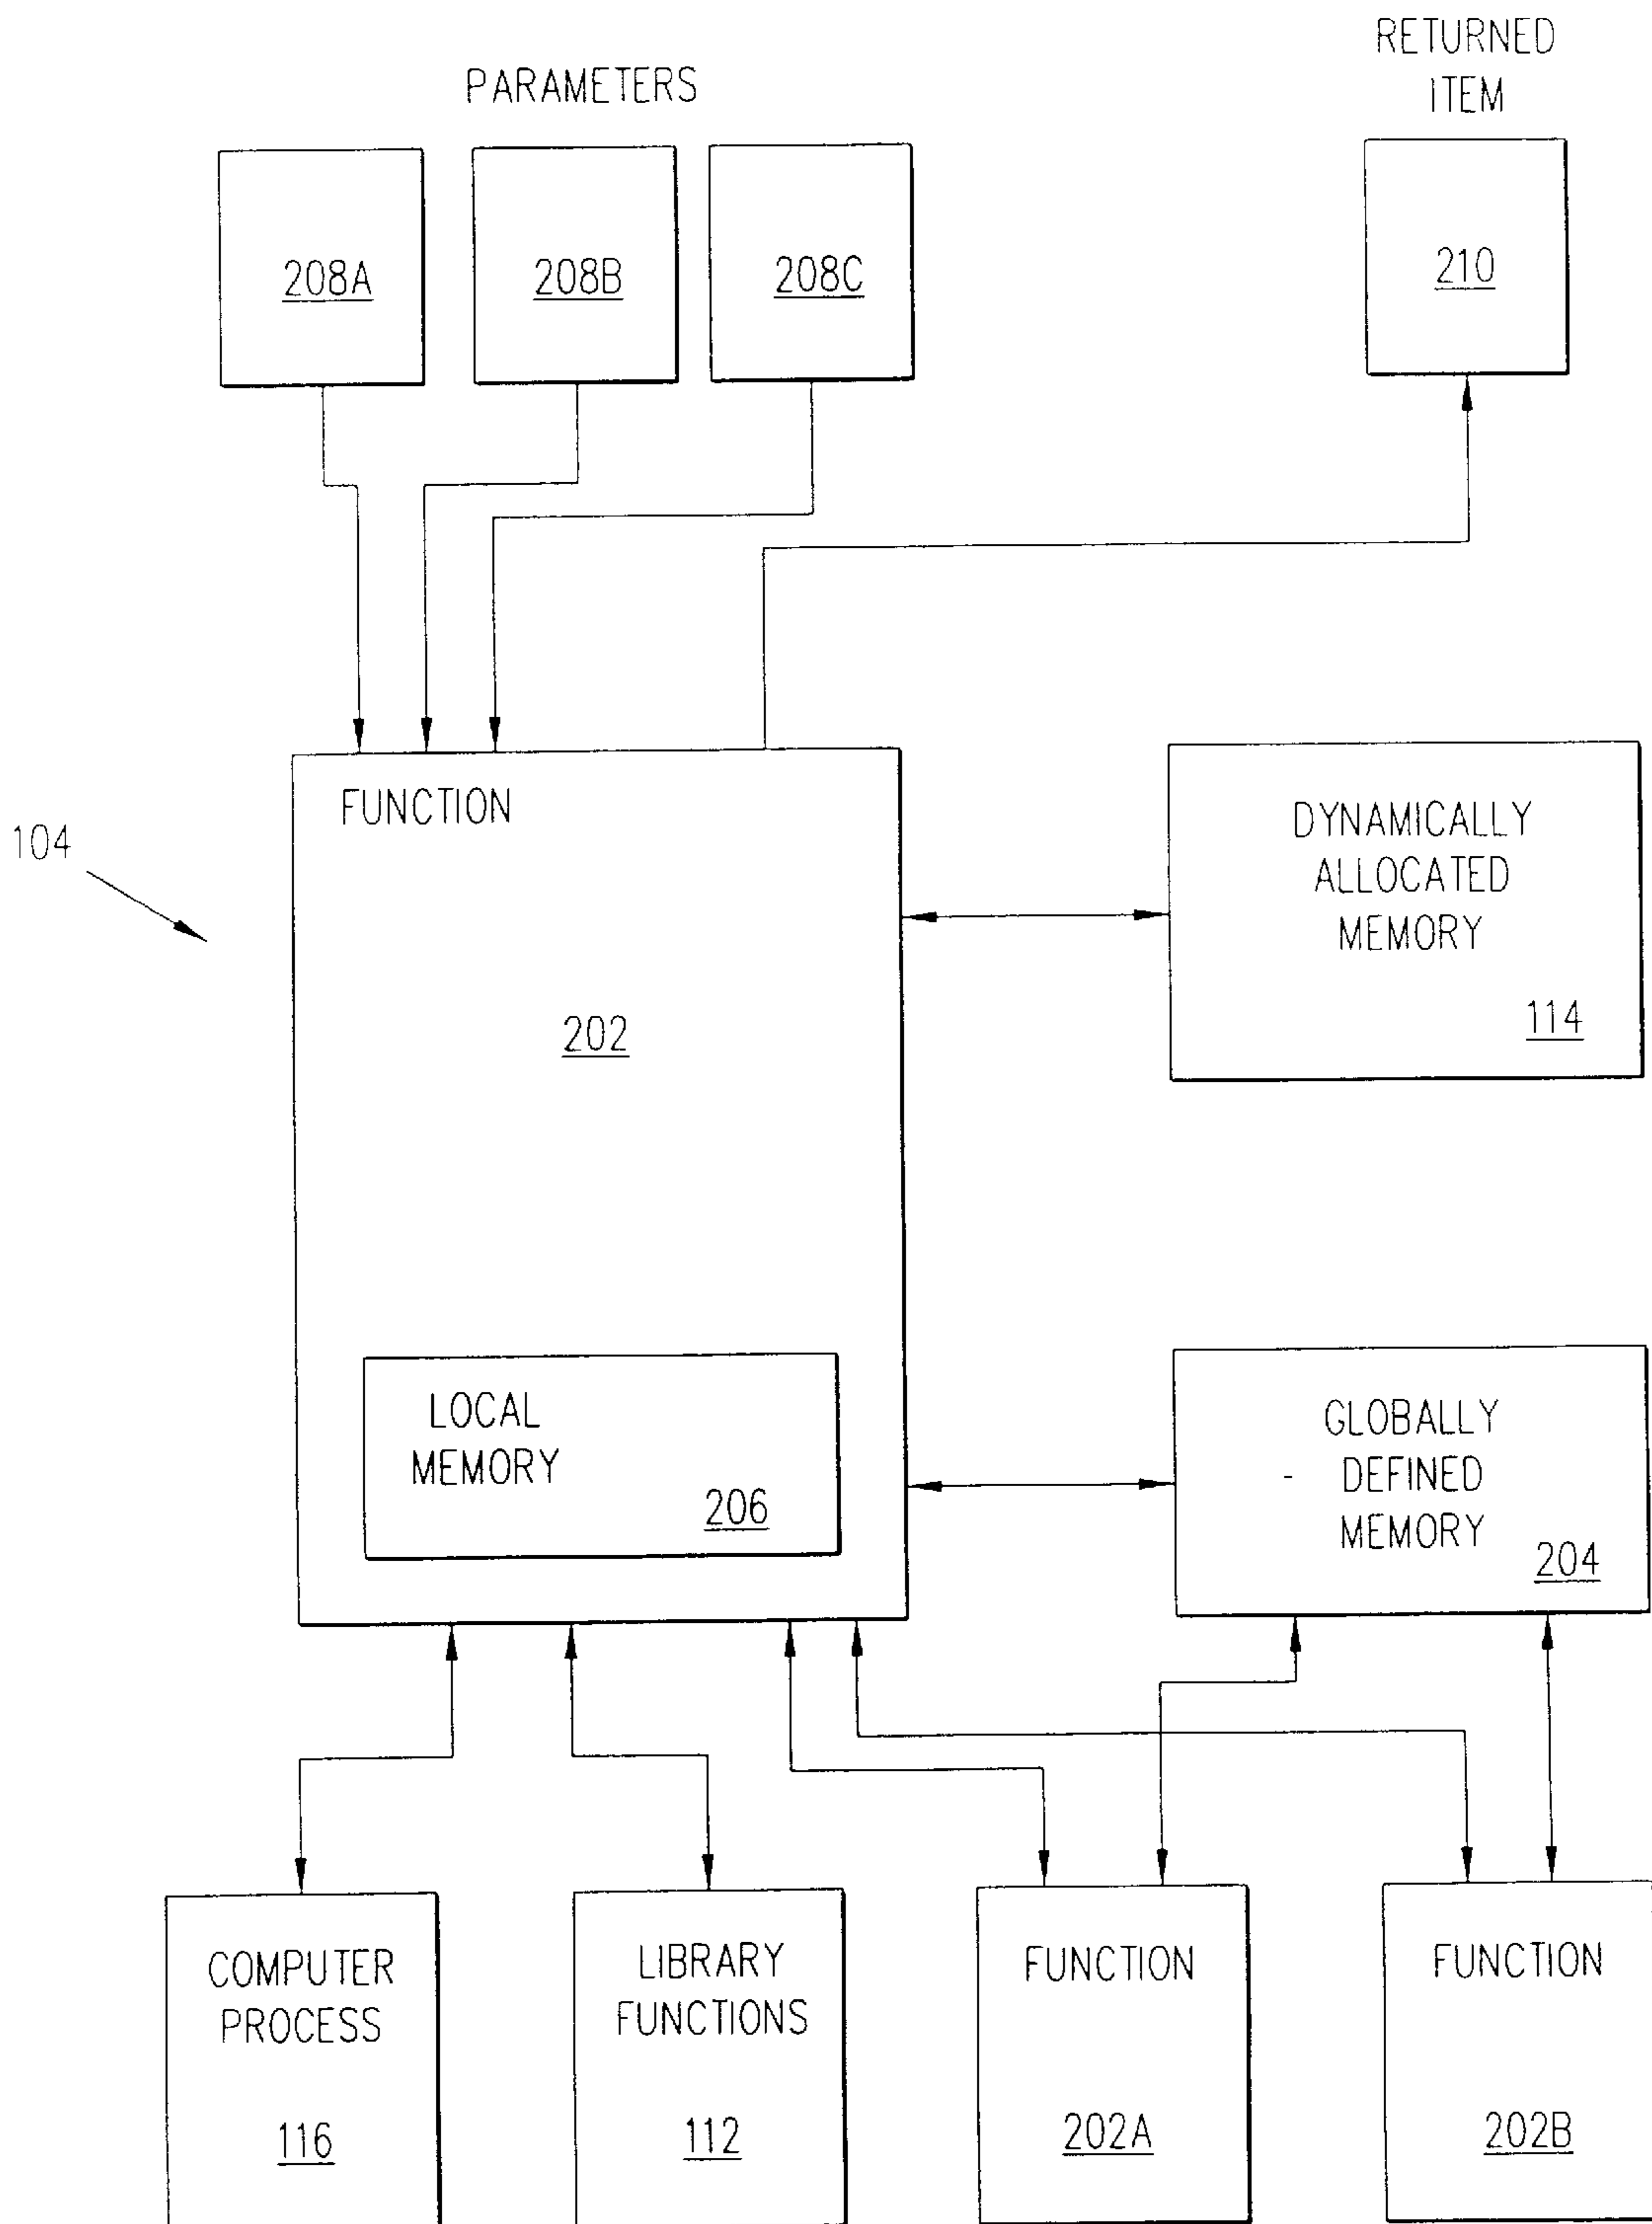 RETURNED
ITEM
PARAMETERS
208A
208B
208C
210
FUNCTION
104
DYNAMICALLY
ALLOCATED
MEMORY
202
114
LOCAL
MEMORY
206
GLOBALLY
DEFINED
MEMORY
204
COMPUTER
PROCESS
116
LIBRARY
FUNCTIONS
112
FUNCTION
202A
FUNCTION
202B